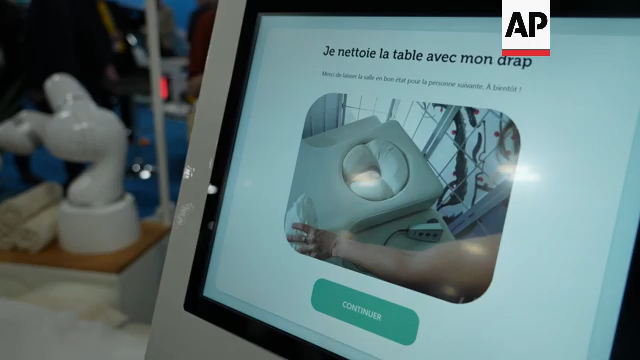 AP
Je nettoie la table avec mon drap
Merci de laisser la salle en bon état pour la personne suivante. À bientôt !
CONTINUER